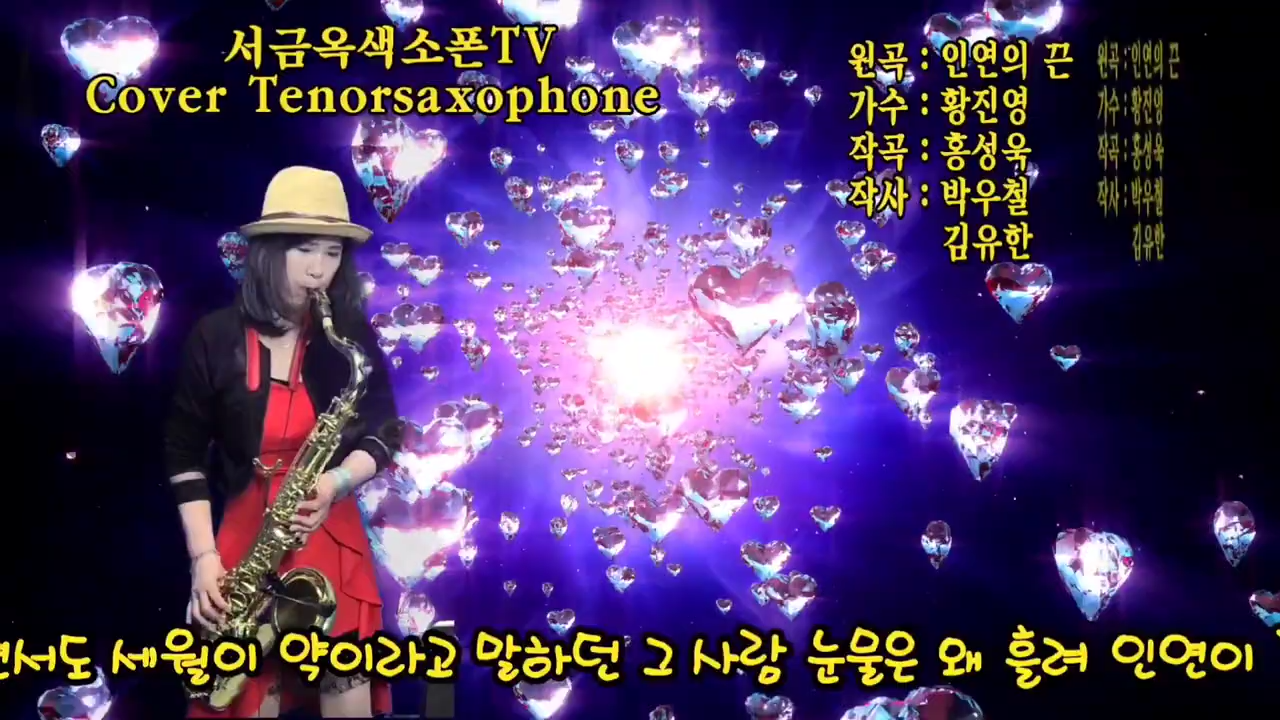 서금옥색소폰TV
Cover Tenorsaxophone
원곡 : 인연의 끈
가수 : 황진영
작곡 : 홍성욱
작사 : 박우철
김유한
원곡 : 인연의 끈
가수 : 황진영
작곡 : 홍성욱
작사 : 박우철
김유한
면서도 세월이 약이라고 말하던 그 사람 눈물은 왜 흘려 인연이